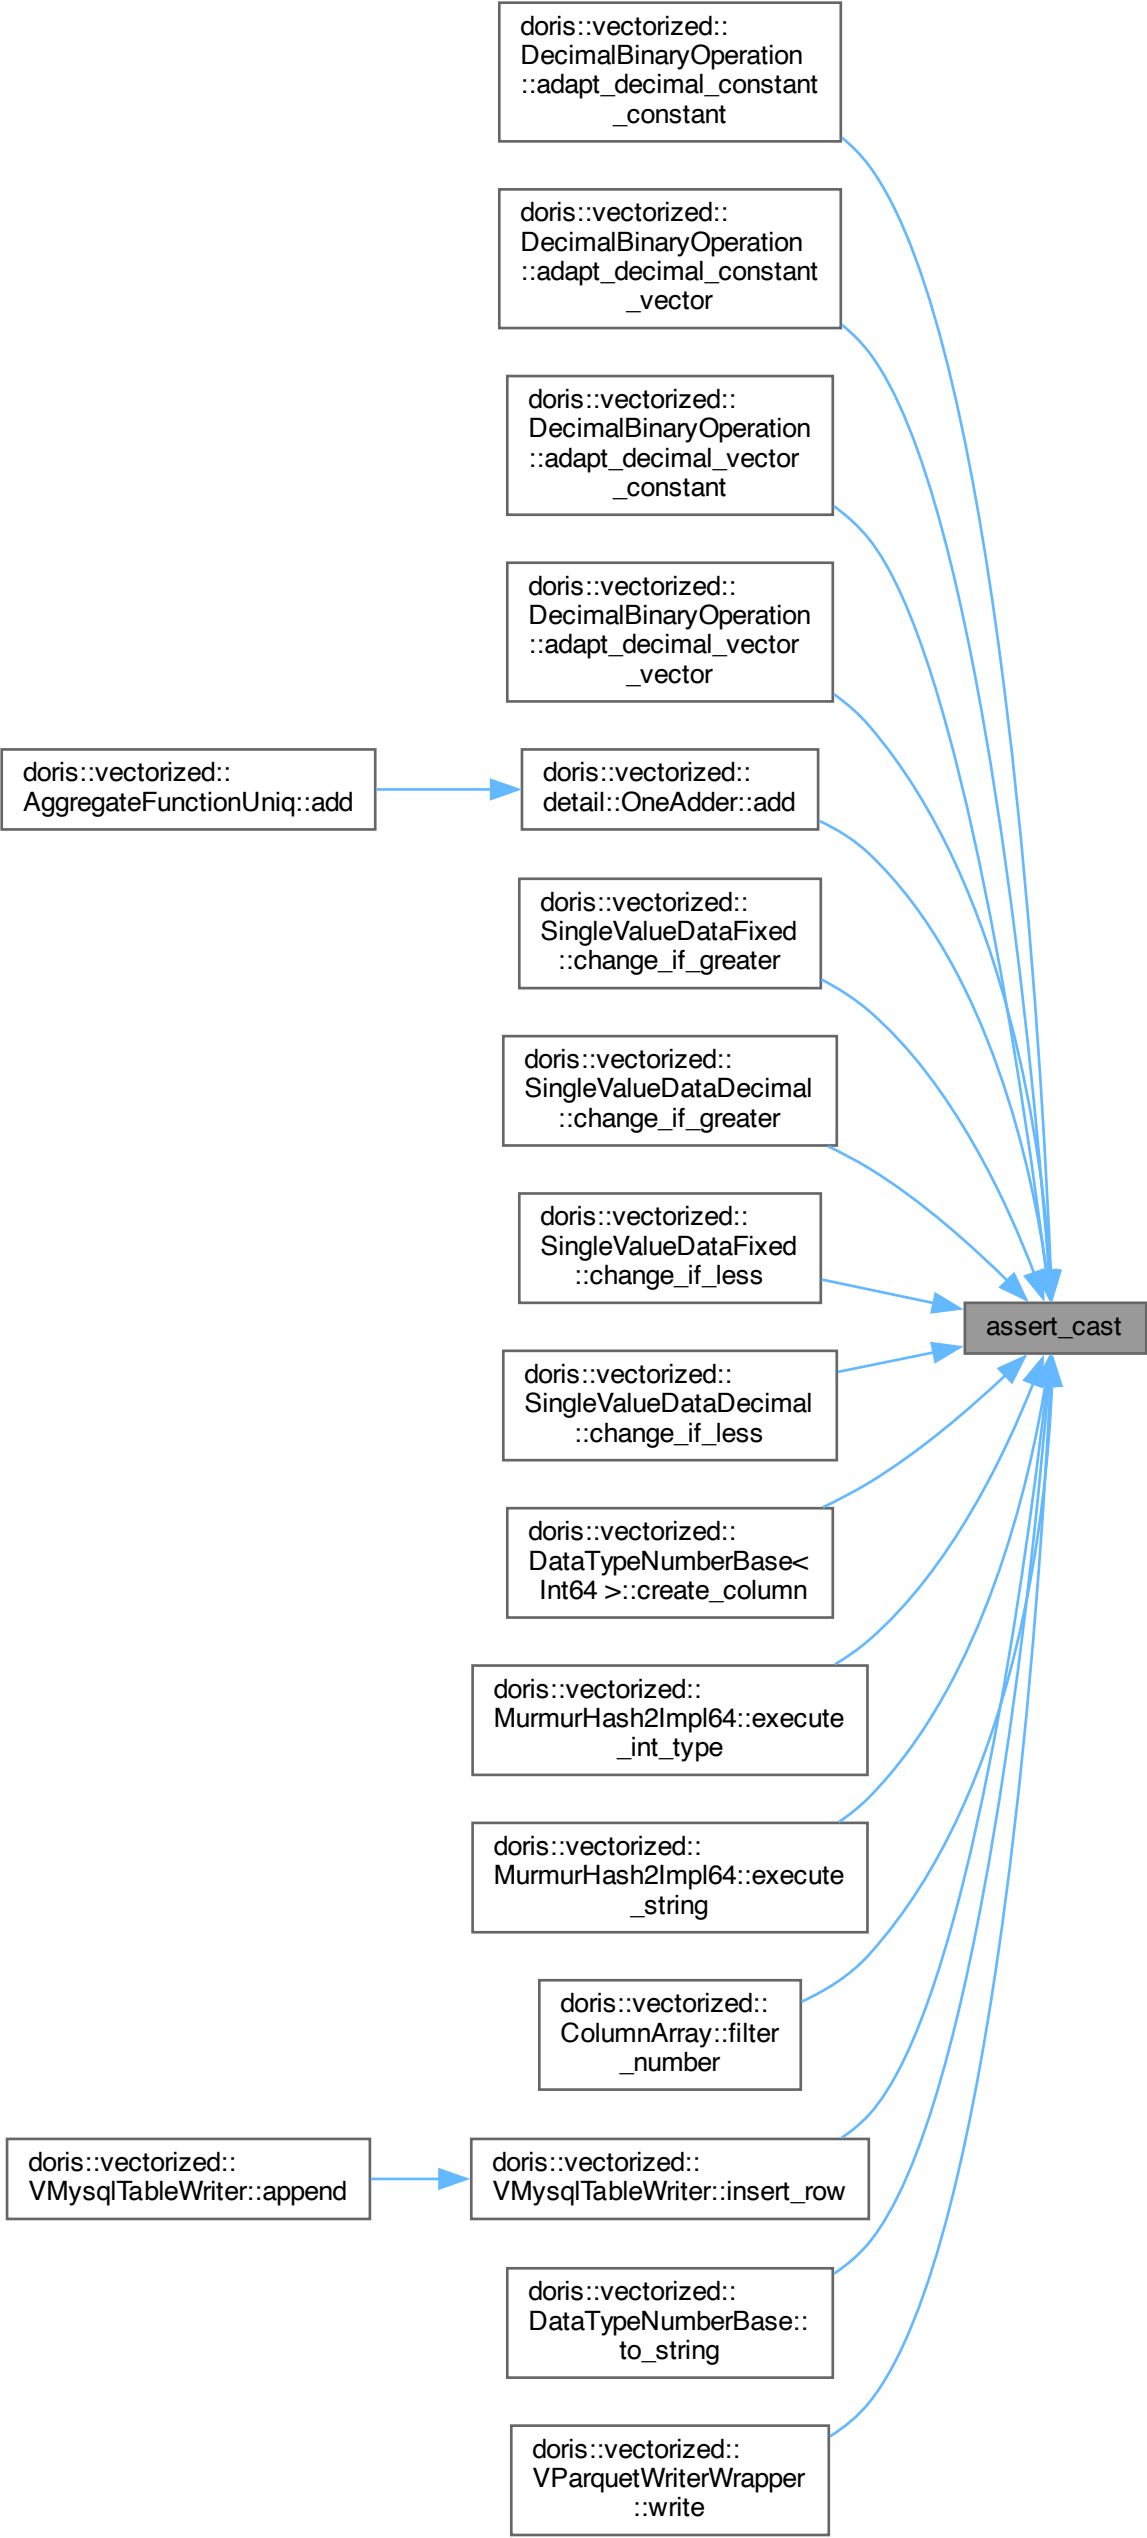 doris::vectorized::
DecimalBinaryOperation
::adapt_decimal_constant
_constant
doris::vectorized::
DecimalBinaryOperation
::adapt_decimal_constant
_vector
doris::vectorized::
DecimalBinaryOperation
::adapt_decimal_vector
_constant
doris::vectorized::
DecimalBinaryOperation
::adapt_decimal_vector
_vector
doris::vectorized::
AggregateFunctionUniq::add
doris::vectorized::
detail::OneAdder::add
doris::vectorized::
SingleValueDataFixed
::change_if_greater
doris::vectorized::
SingleValueDataDecimal
::change_if_greater
doris::vectorized::
SingleValueDataFixed
::change_if_less
assert_cast
doris::vectorized::
SingleValueDataDecimal
::change_if_less
doris::vectorized::
DataTypeNumberBase<
Int64 >::create_column
doris::vectorized::
MurmurHash2Impl64::execute
_int_type
doris::vectorized::
MurmurHash2Impl64::execute
_string
doris::vectorized::
ColumnArray::filter
_number
doris::vectorized::
VMysqlTableWriter::append
doris::vectorized::
VMysqlTableWriter::insert_row
doris::vectorized::
DataTypeNumberBase::
to_string
doris::vectorized::
VParquetWriterWrapper
::write